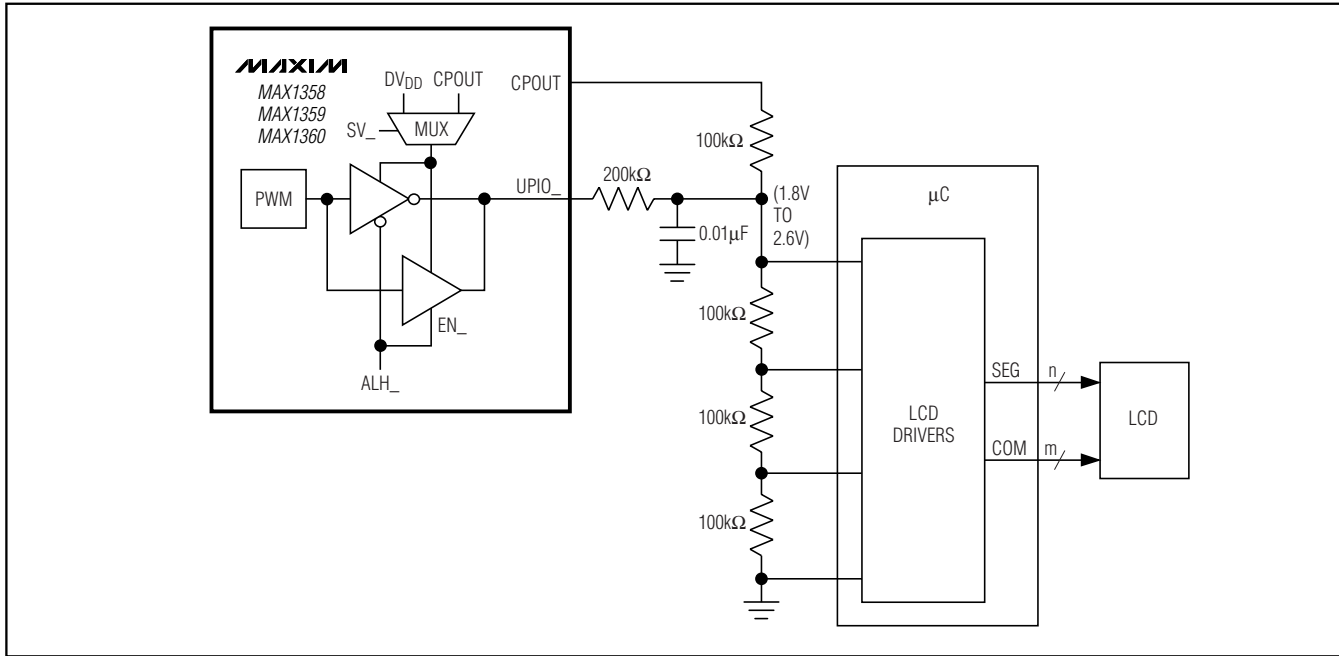 MAXIM
MAX1358
MAX1359
MAX1360
DVDD CPOUT
SV_
MUX
PWM
EN_
ALH_
CPOUT
UPIO_
200kΩ
0.01µF
100kΩ
(1.8V
TO
2.6V)
100kΩ
100kΩ
100kΩ
µC
LCD
DRIVERS
SEG
n
COM
m
LCD